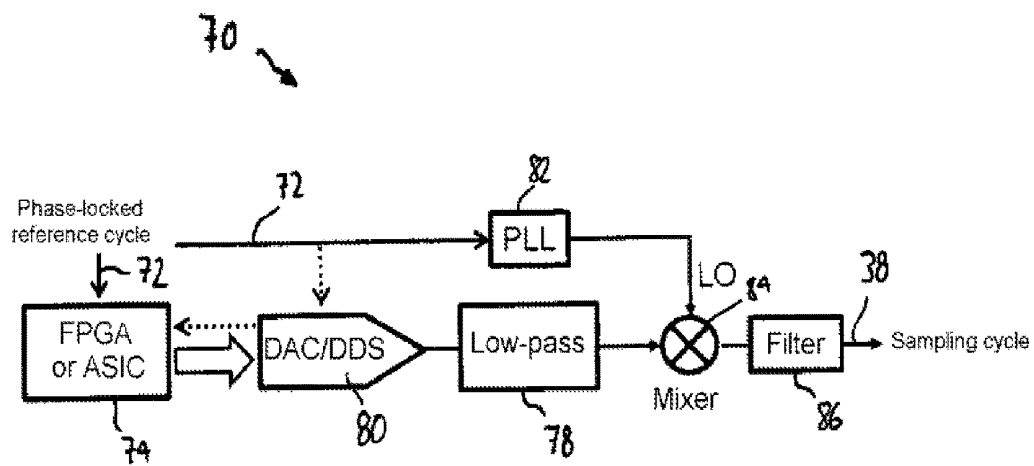 70
82
72
Phase-locked
reference cycle
PLL
72
LO
84
38
FPGA
or ASIC
DAC/DDS
Low-pass
Filter
Sampling cycle
Mixer
74
80
78
86